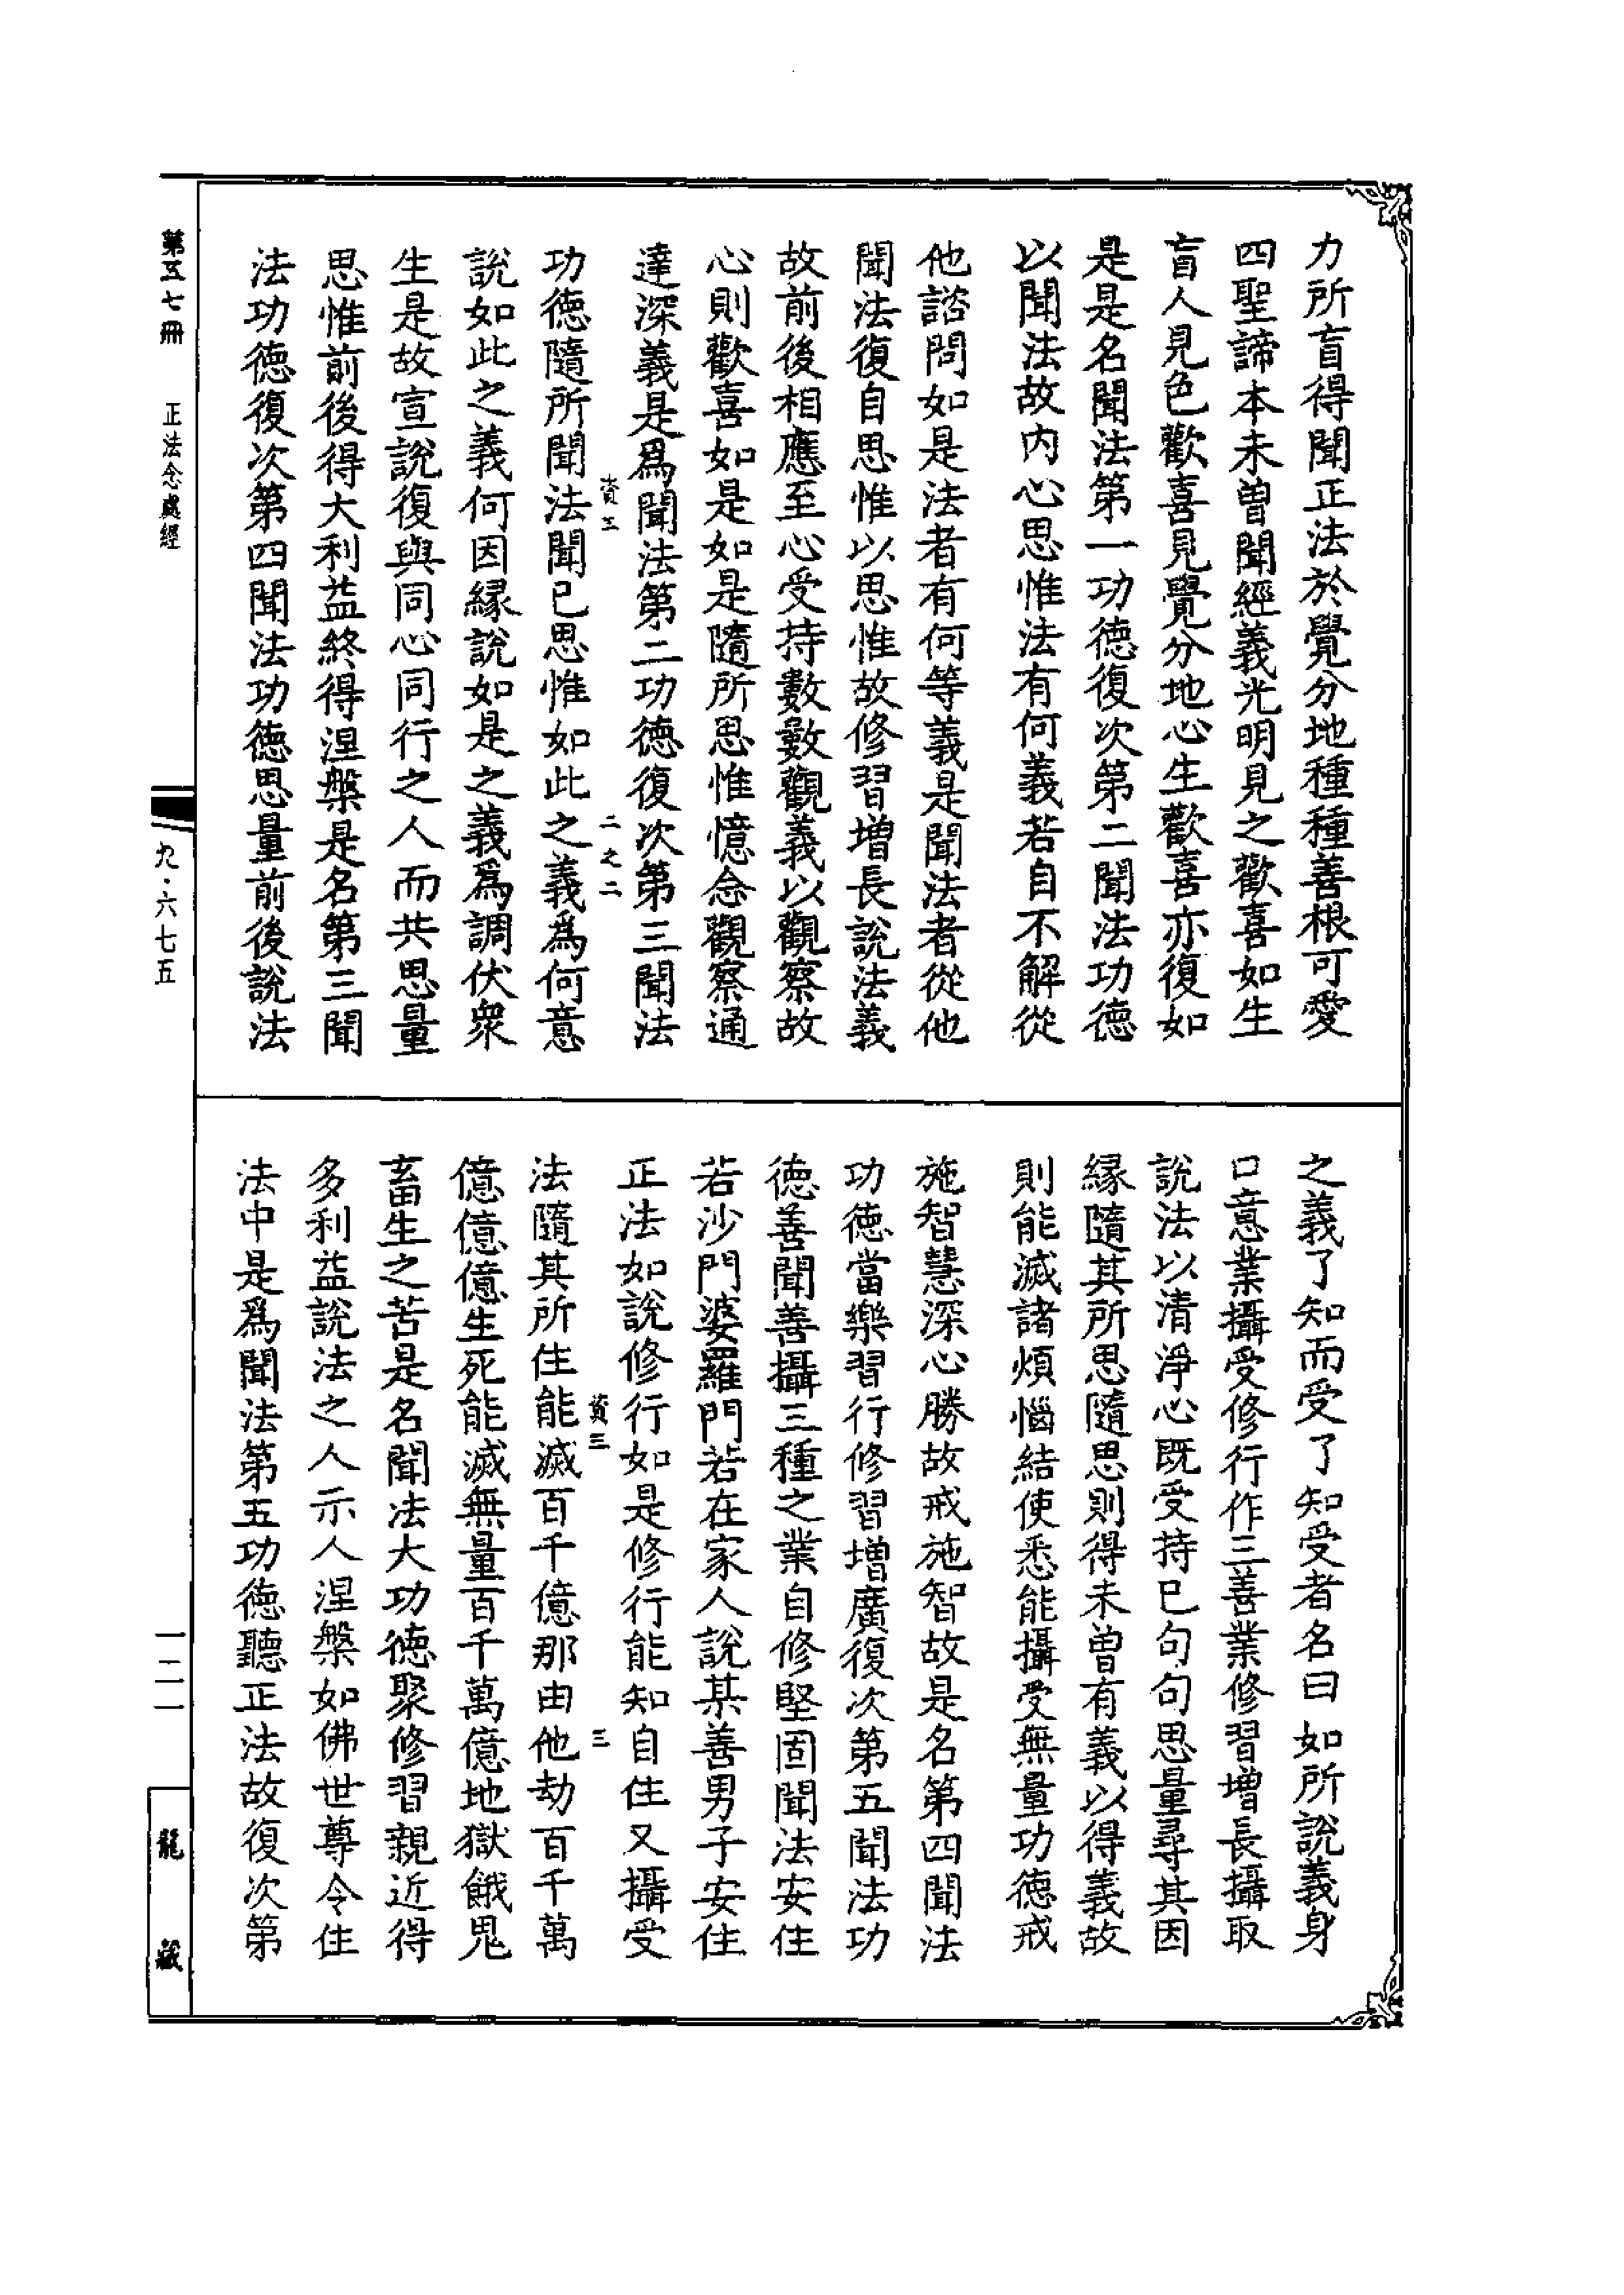 力所盲得聞正法於覺分地種種善根可愛
四聖諦本未曾聞經義光明見之歡喜如生
盲人見色歡喜見覺分地心生歡喜亦復如
是是名聞法第一功德復次第二聞法功德
以聞法故內心思惟法有何義若自不解從
他諮問如是法者有何等義是聞法者從他
聞法復自思惟以思惟故修習增長說法義
故前後相應至心受持數數觀義以觀察故
心則歡喜如是如是隨所思惟憶念觀察通
達深義是爲聞法第二功德復次第三聞法
資三
二之二
功德隨所聞法聞已思惟如此之義爲何意
說如此之義何因緣說如是之義爲調伏衆
生是故宣說復與同心同行之人而共思量
思惟前後得大利益終得涅槃是名第三聞
法功德復次第四聞法功德思量前後說法
之義了知而受了知受者名曰如所說義身
口意業攝受修行作三善業修習增長攝取
說法以清淨心既受持已句句思量尋其因
緣隨其所思隨思則得未曾有義以得義故
則能滅諸煩惱結使悉能攝受無量功德戒
施智慧深心勝故戒施智故是名第四聞法
功德當樂習行修習增廣復次第五聞法功
德善聞善攝三種之業自修堅固聞法安住
若沙門婆羅門若在家人說某善男子安住
正法如說修行如是修行能知自住又攝受
資三
三
法隨其所住能滅百千億那由他劫百千萬
億億億生死能滅無量百千萬億地獄餓鬼
畜生之苦是名聞法大功德聚修習親近得
多利益說法之人示人涅槃如佛世尊令住
法中是爲聞法第五功德聽正法故復次第
第五七冊 正法念處經
九·六七五
一二一
龍藏